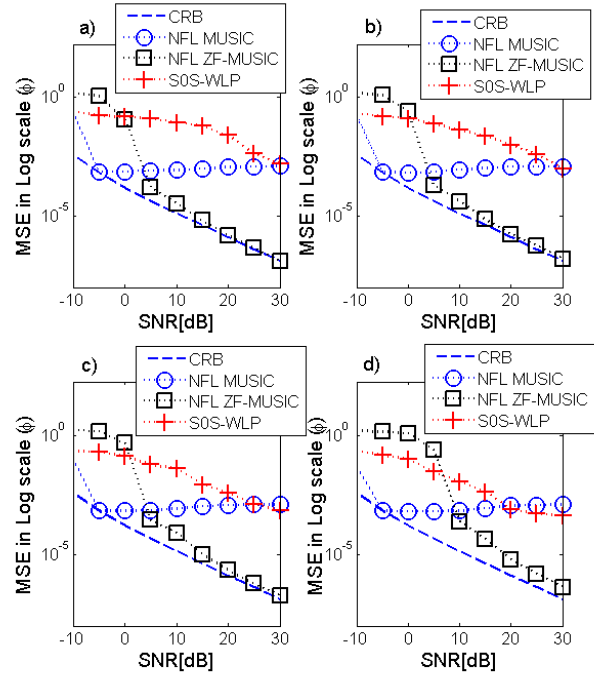 a)
CRB
NFL MUSIC
NFL ZF-MUSIC
S0S-WLP
MSE in Log scale (ϕ)
10^0
10^-5
-10 0 10 20 30
SNR[dB]
b)
CRB
NFL MUSIC
NFL ZF-MUSIC
S0S-WLP
MSE in Log scale (ϕ)
10^0
10^-5
-10 0 10 20 30
SNR[dB]
c)
CRB
NFL MUSIC
NFL ZF-MUSIC
S0S-WLP
MSE in Log scale (ϕ)
10^0
10^-5
-10 0 10 20 30
SNR[dB]
d)
CRB
NFL MUSIC
NFL ZF-MUSIC
S0S-WLP
MSE in Log scale (ϕ)
10^0
10^-5
-10 0 10 20 30
SNR[dB]